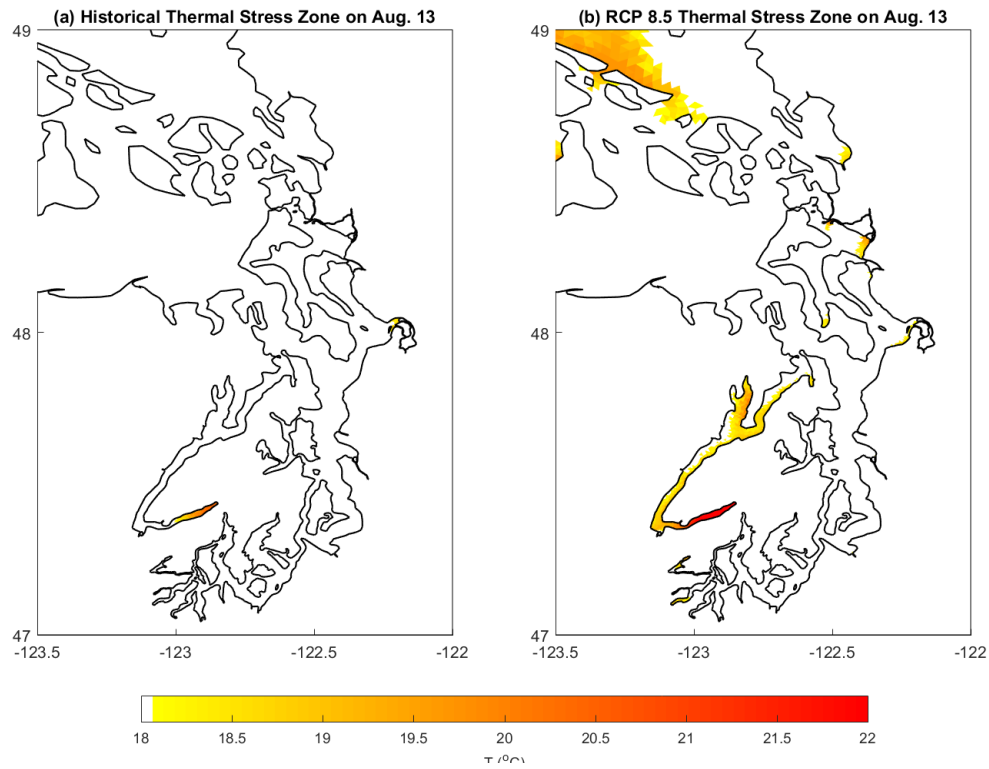 (a) Historical Thermal Stress Zone on Aug. 13
(b) RCP 8.5 Thermal Stress Zone on Aug. 13
49
48
47
-123.5 -123 -122.5 -122
49
48
47
-123.5 -123 -122.5 -122
18 18.5 19 19.5 20 20.5 21 21.5 22
T (°C)